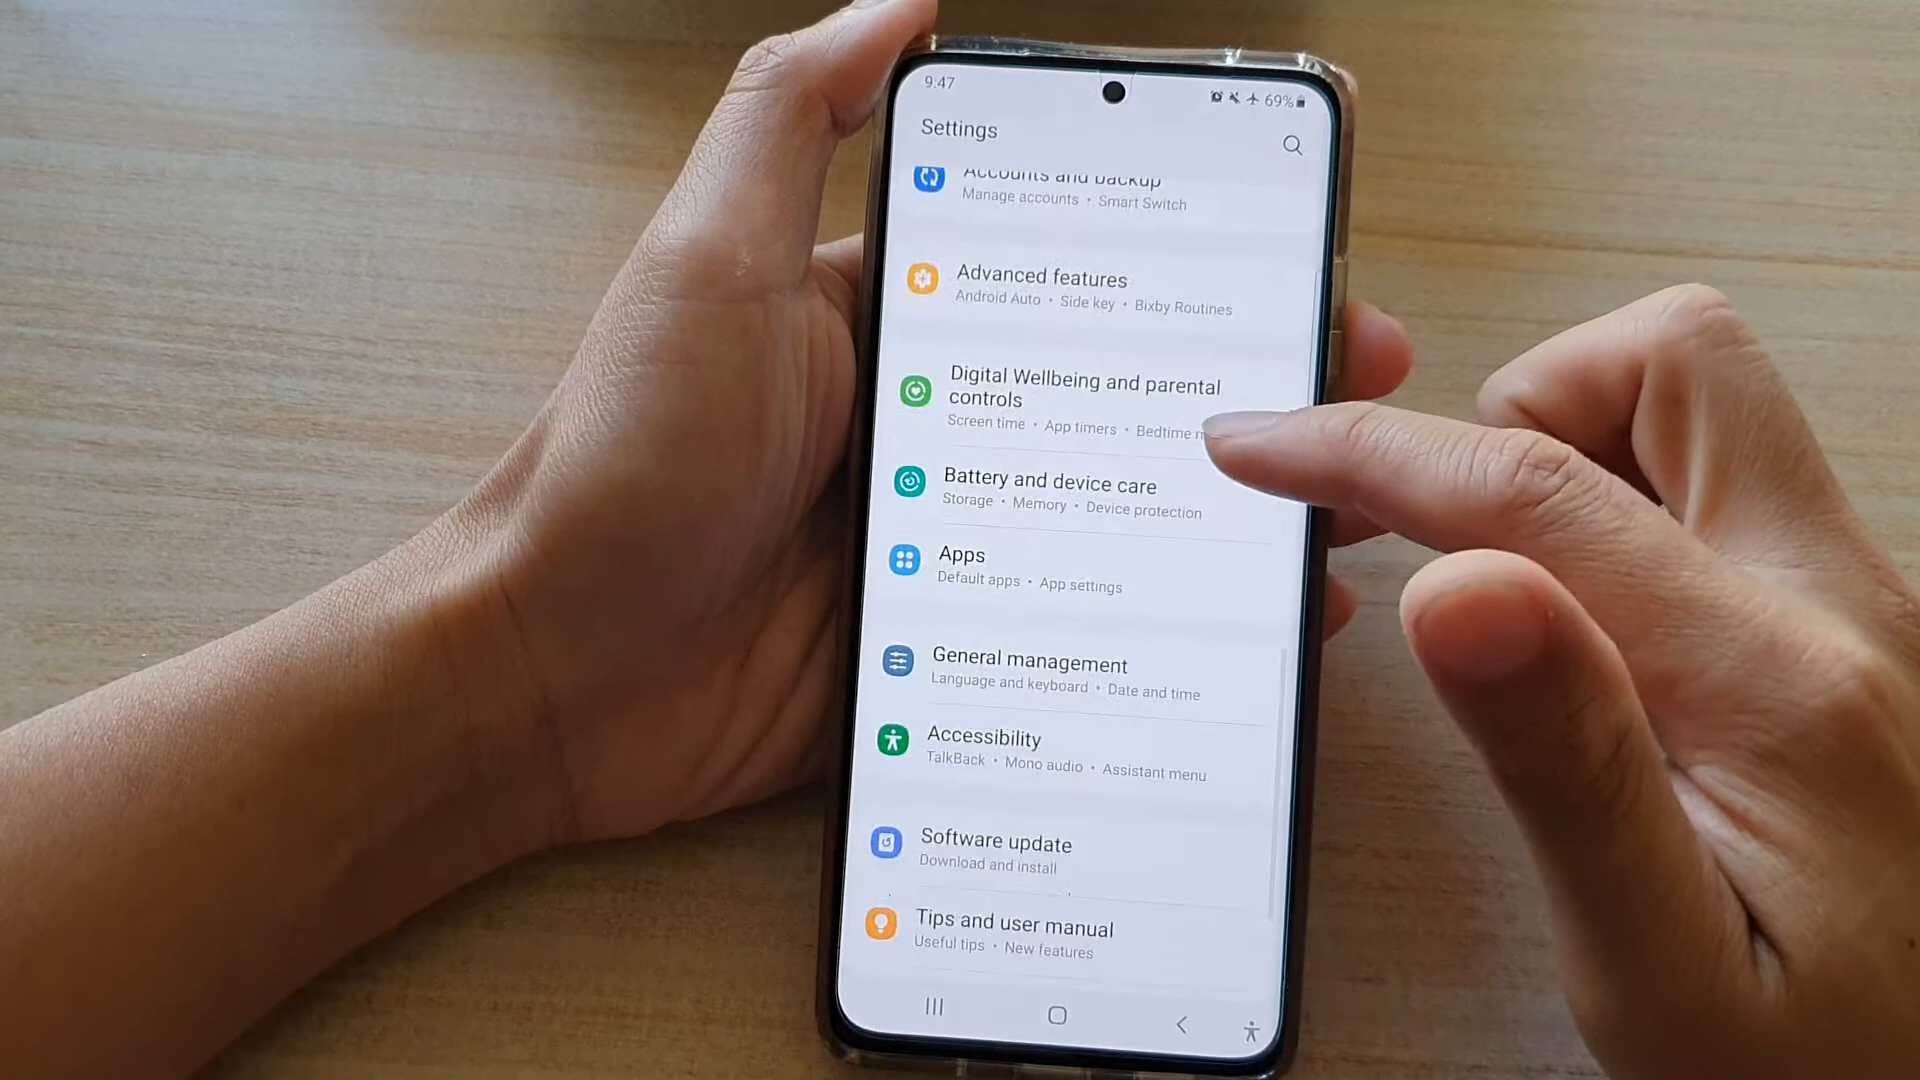 9:47
69%
Settings
Accounts and backup
Manage accounts • Smart Switch
Advanced features
Android Auto • Side key • Bixby Routines
Digital Wellbeing and parental
controls
Screen time • App timers • Bedtime
Battery and device care
Storage • Memory • Device protection
Apps
Default apps • App settings
General management
Language and keyboard • Date and time
Accessibility
TalkBack • Mono audio • Assistant menu
Software update
Download and install
Tips and user manual
Useful tips • New features